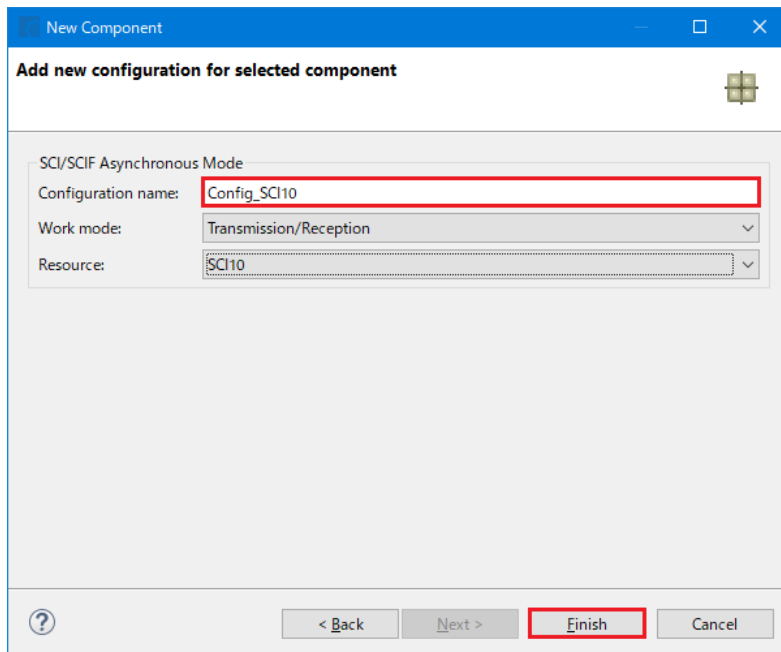 New Component
Add new configuration for selected component
SCI/SCIF Asynchronous Mode
Configuration name: Config_SCI10
Work mode: Transmission/Reception
Resource: SCI10
?
< Back Next > Finish Cancel